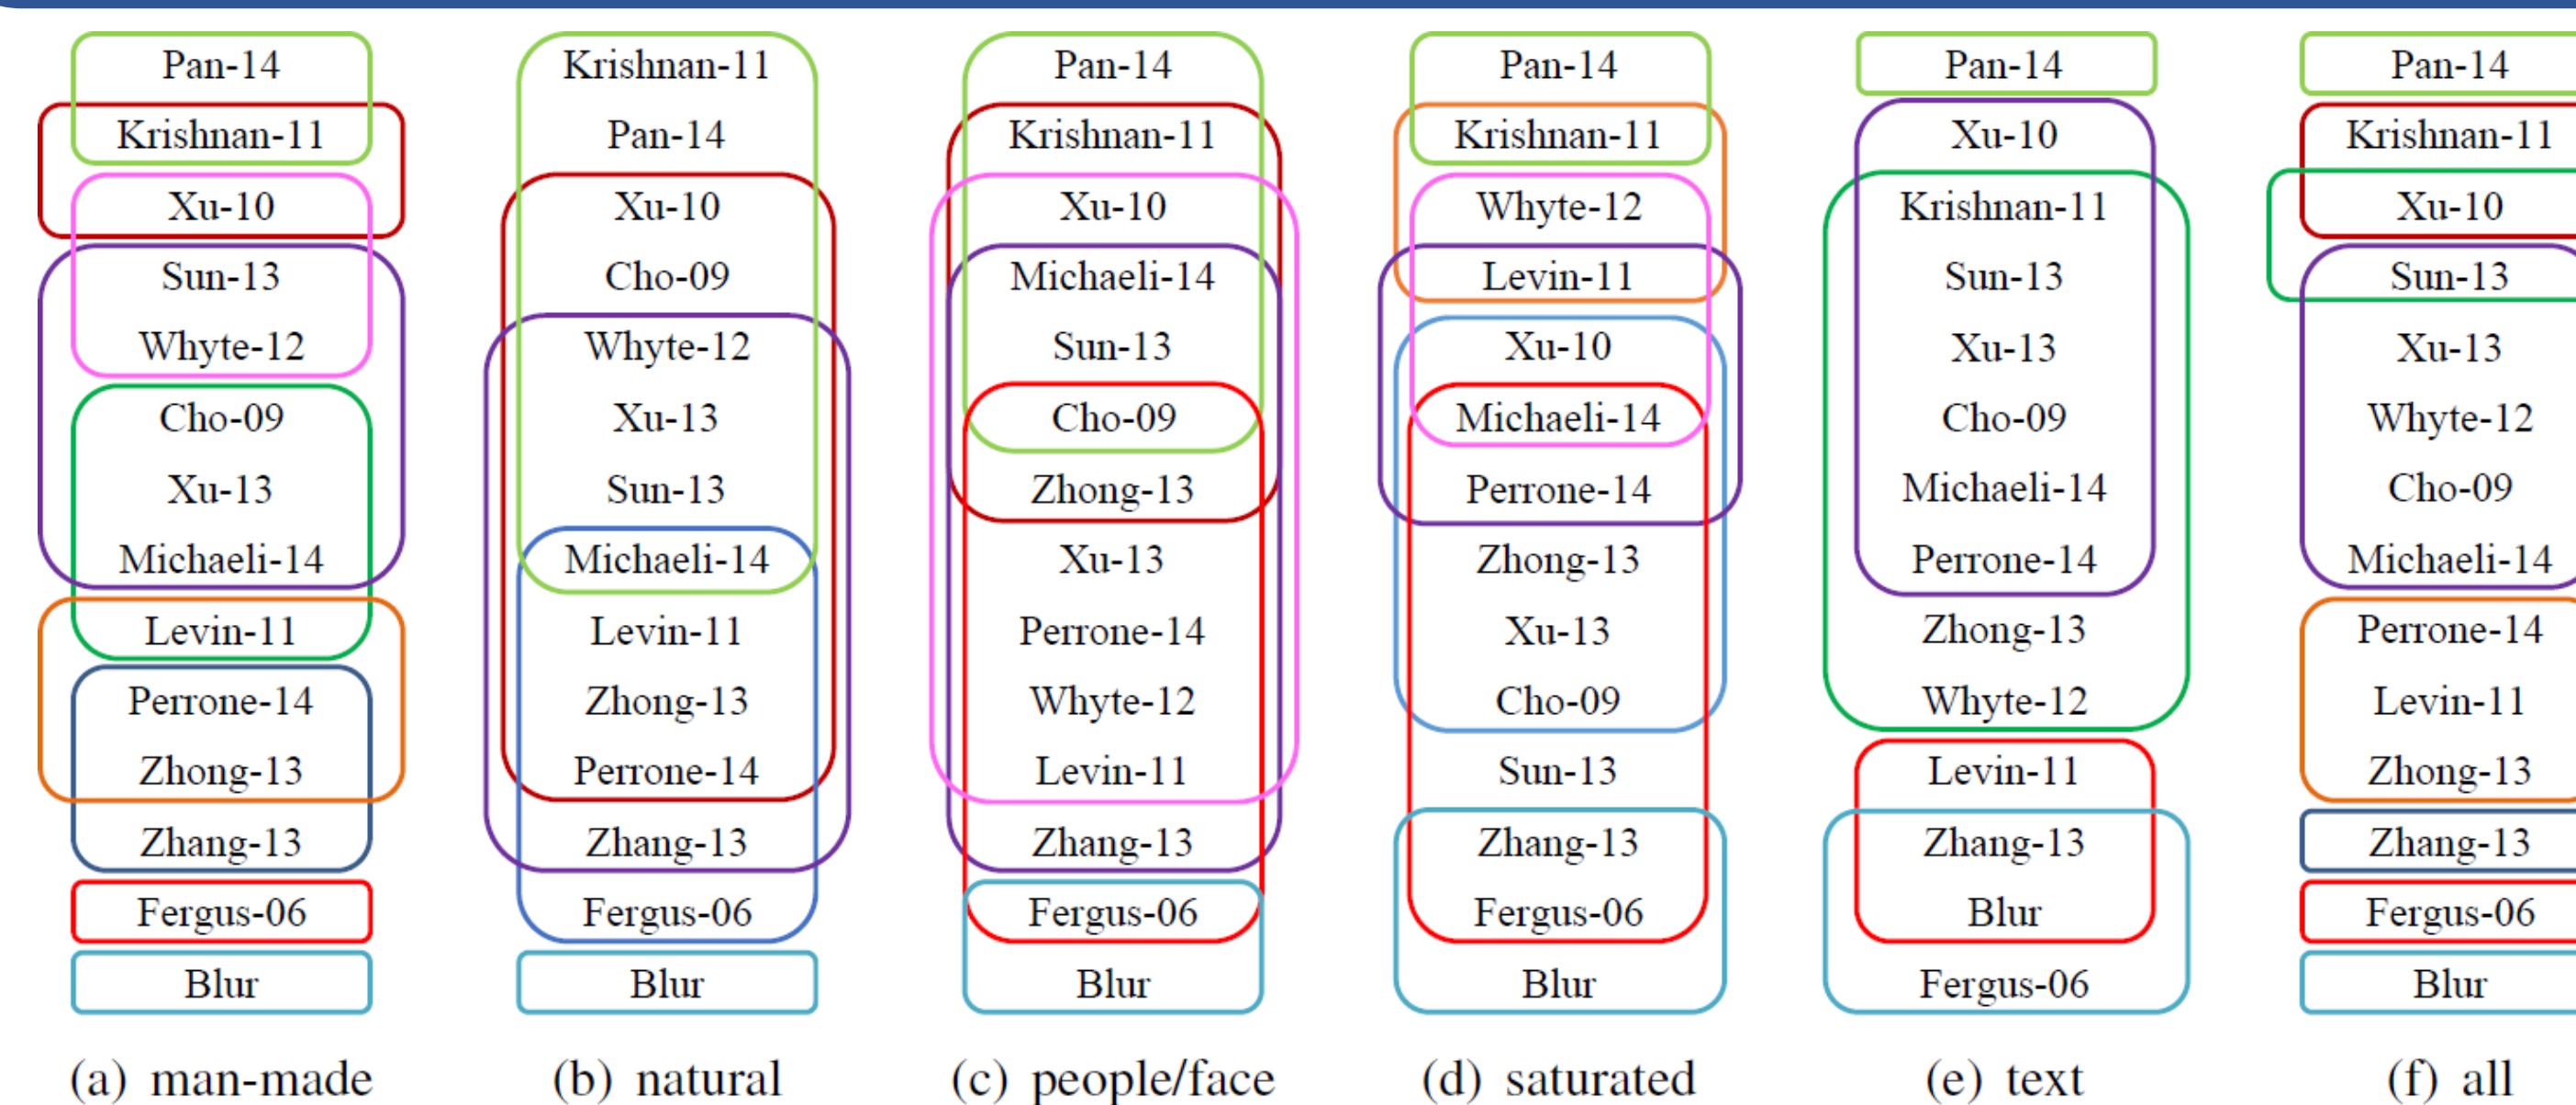 Pan-14
Krishnan-11
Xu-10
Sun-13
Whyte-12
Cho-09
Xu-13
Michaeli-14
Levin-11
Perrone-14
Zhong-13
Zhang-13
Fergus-06
Blur
(a) man-made
Krishnan-11
Pan-14
Xu-10
Cho-09
Whyte-12
Xu-13
Sun-13
Michaeli-14
Levin-11
Zhong-13
Perrone-14
Zhang-13
Fergus-06
Blur
(b) natural
Pan-14
Krishnan-11
Xu-10
Michaeli-14
Sun-13
Cho-09
Zhong-13
Xu-13
Perrone-14
Whyte-12
Levin-11
Zhang-13
Fergus-06
Blur
(c) people/face
Pan-14
Krishnan-11
Whyte-12
Levin-11
Xu-10
Michaeli-14
Perrone-14
Zhong-13
Xu-13
Cho-09
Sun-13
Zhang-13
Fergus-06
Blur
(d) saturated
Pan-14
Xu-10
Krishnan-11
Sun-13
Xu-13
Cho-09
Michaeli-14
Perrone-14
Zhong-13
Whyte-12
Levin-11
Zhang-13
Blur
Fergus-06
(e) text
Pan-14
Krishnan-11
Xu-10
Sun-13
Xu-13
Whyte-12
Cho-09
Michaeli-14
Perrone-14
Levin-11
Zhong-13
Zhang-13
Fergus-06
Blur
(f) all